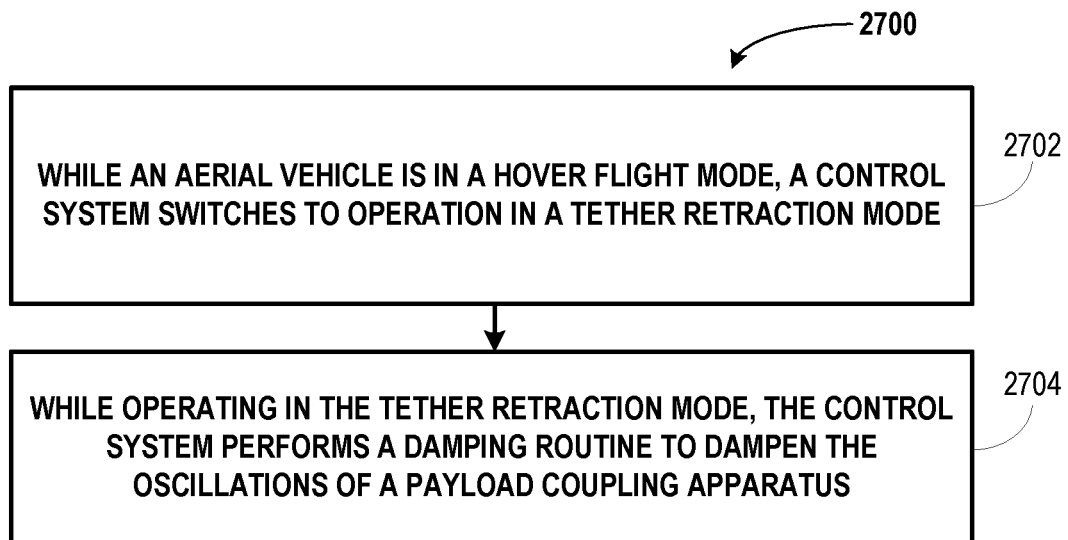 2700
WHILE AN AERIAL VEHICLE IS IN A HOVER FLIGHT MODE, A CONTROL
SYSTEM SWITCHES TO OPERATION IN A TETHER RETRACTION MODE
2702
WHILE OPERATING IN THE TETHER RETRACTION MODE, THE CONTROL
SYSTEM PERFORMS A DAMPING ROUTINE TO DAMPEN THE
OSCILLATIONS OF A PAYLOAD COUPLING APPARATUS
2704